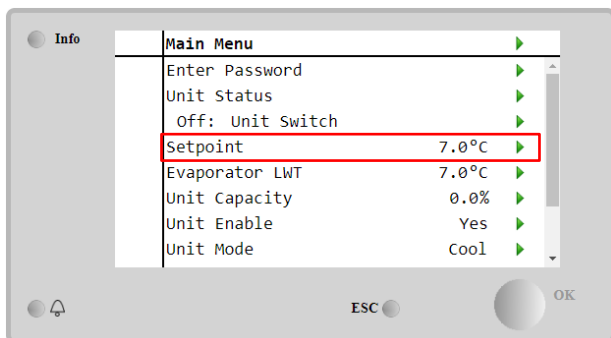 Info
Main Menu
Enter Password
Unit Status
Off: Unit Switch
Setpoint 7.0°C
Evaporator LWT 7.0°C
Unit Capacity 0.0%
Unit Enable Yes
Unit Mode Cool
ESC
OK